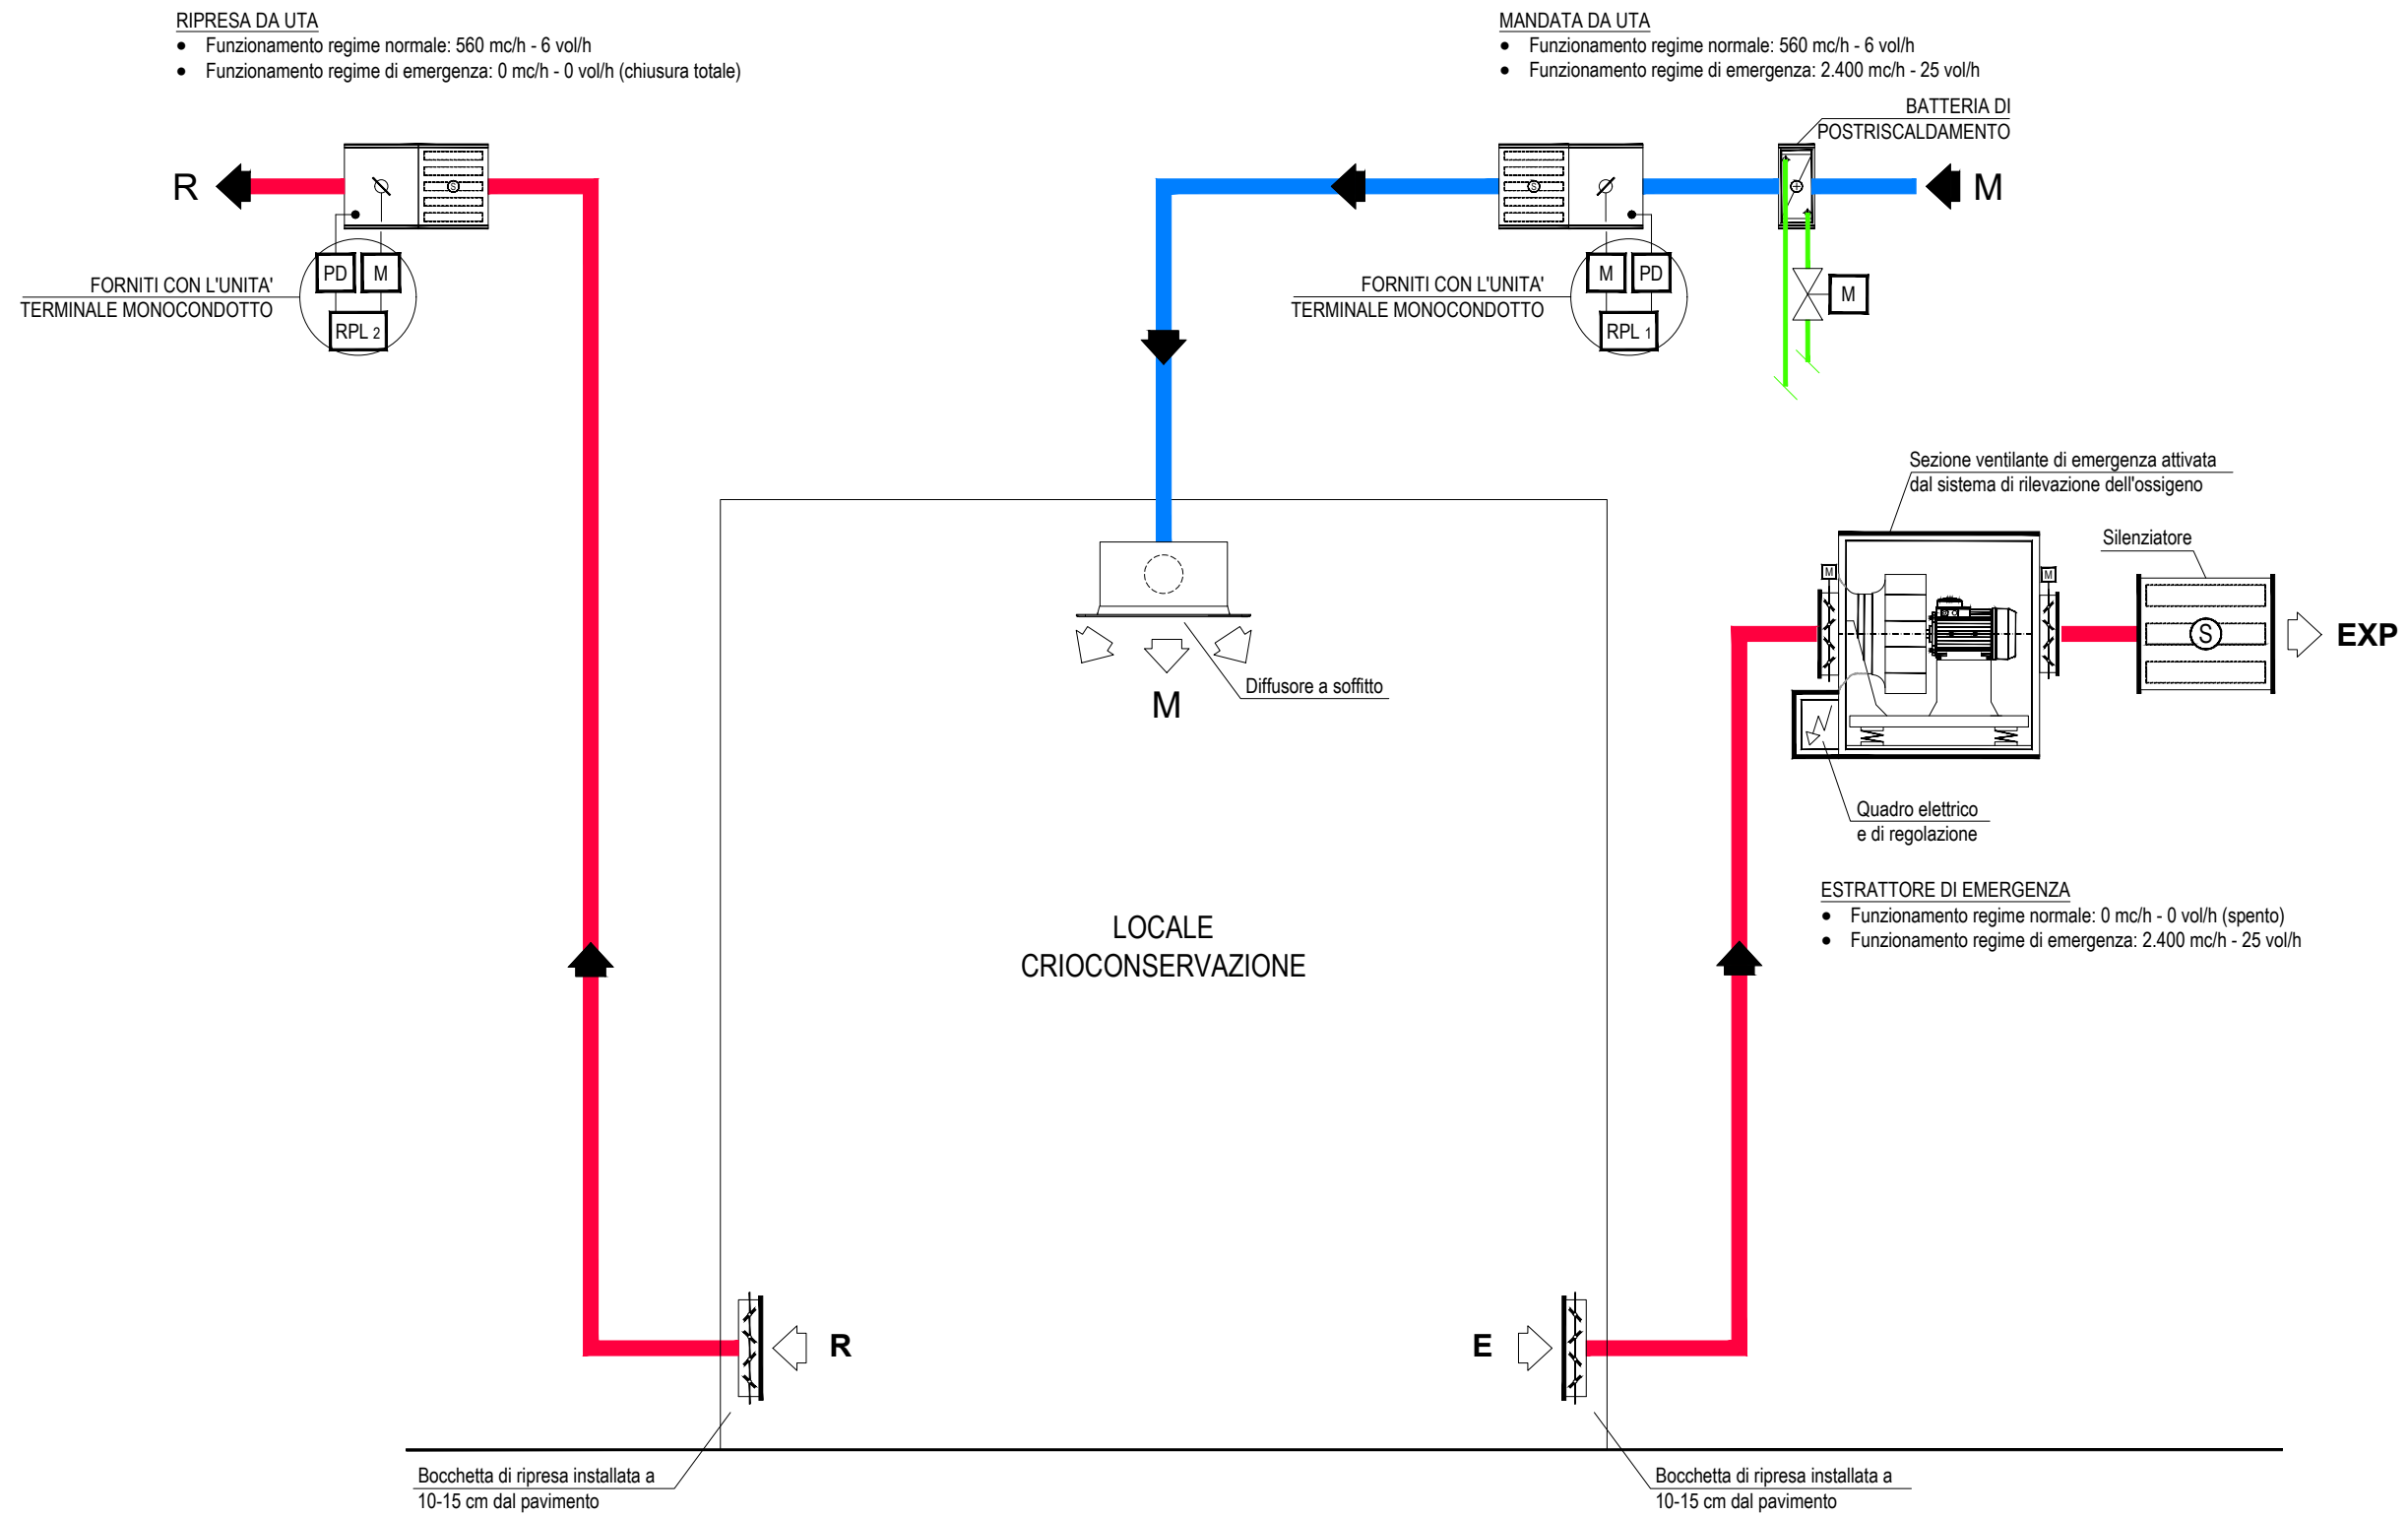 RIPRESA DA UTA
● Funzionamento regime normale: 560 mc/h - 6 vol/h
● Funzionamento regime di emergenza: 0 mc/h - 0 vol/h (chiusura totale)
MANDATA DA UTA
● Funzionamento regime normale: 560 mc/h - 6 vol/h
● Funzionamento regime di emergenza: 2.400 mc/h - 25 vol/h
BATTERIA DI
POSTRISCALDAMENTO
R
S
S
M
PD M
FORNITI CON L'UNITA'
TERMINALE MONOCONDOTTO
RPL 2
M PD
FORNITI CON L'UNITA'
TERMINALE MONOCONDOTTO
RPL 1
M
Sezione ventilante di emergenza attivata
dal sistema di rilevazione dell'ossigeno
Silenziatore
M
M
S
EXP
Diffusore a soffitto
M
Quadro elettrico
e di regolazione
ESTRATTORE DI EMERGENZA
● Funzionamento regime normale: 0 mc/h - 0 vol/h (spento)
● Funzionamento regime di emergenza: 2.400 mc/h - 25 vol/h
LOCALE
CRIOCONSERVAZIONE
R
E
Bocchetta di ripresa installata a
10-15 cm dal pavimento
Bocchetta di ripresa installata a
10-15 cm dal pavimento